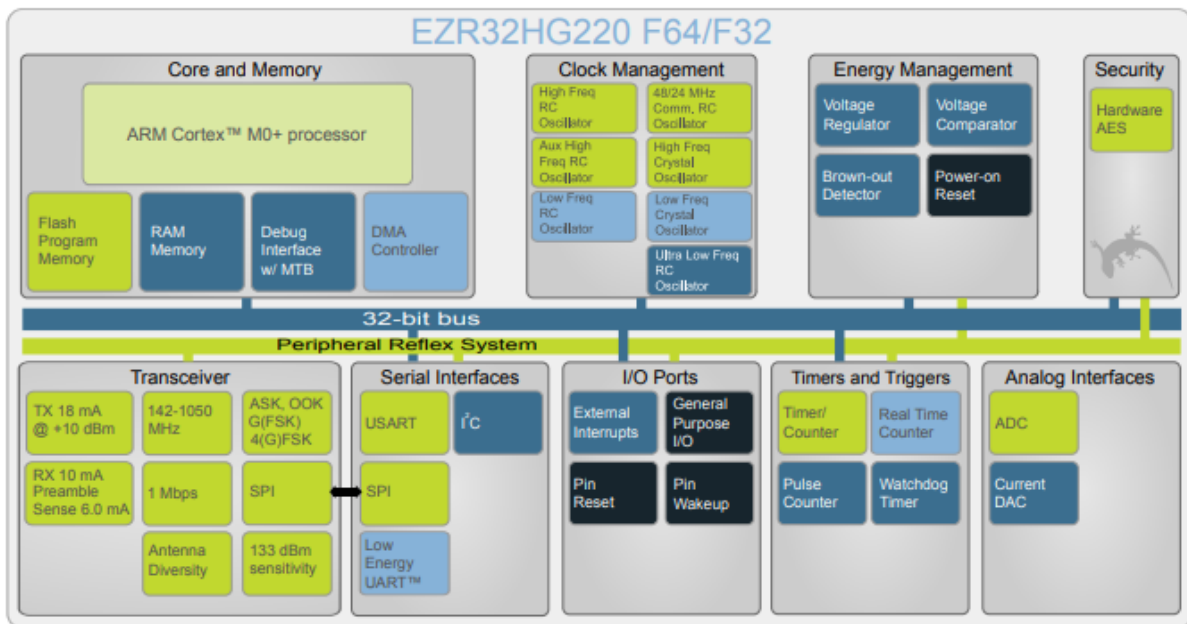 EZR32HG220 F64/F32
Core and Memory
ARM Cortex™ M0+ processor
Flash
Program
Memory
RAM
Memory
Debug
Interface
w/ MTB
DMA
Controller
Clock Management
High Freq
RC
Oscillator
48/24 MHz
Comm. RC
Oscillator
Aux High
Freq RC
Oscillator
High Freq
Crystal
Oscillator
Low Freq
RC
Oscillator
Low Freq
Crystal
Oscillator
Ultra Low Freq
RC
Oscillator
Energy Management
Voltage
Regulator
Voltage
Comparator
Brown-out
Detector
Power-on
Reset
Security
Hardware
AES
32-bit bus
Peripheral Reflex System
Transceiver
TX 18 mA
@ +10 dBm
142-1050
MHz
ASK, OOK
G(FSK)
4(G)FSK
RX 10 mA
Preamble
Sense 6.0 mA
1 Mbps
SPI
Antenna
Diversity
133 dBm
sensitivity
Serial Interfaces
USART
I²C
SPI
Low
Energy
UART™
I/O Ports
External
Interrupts
General
Purpose
I/O
Pin
Reset
Pin
Wakeup
Timers and Triggers
Timer/
Counter
Real Time
Counter
Pulse
Counter
Watchdog
Timer
Analog Interfaces
ADC
Current
DAC